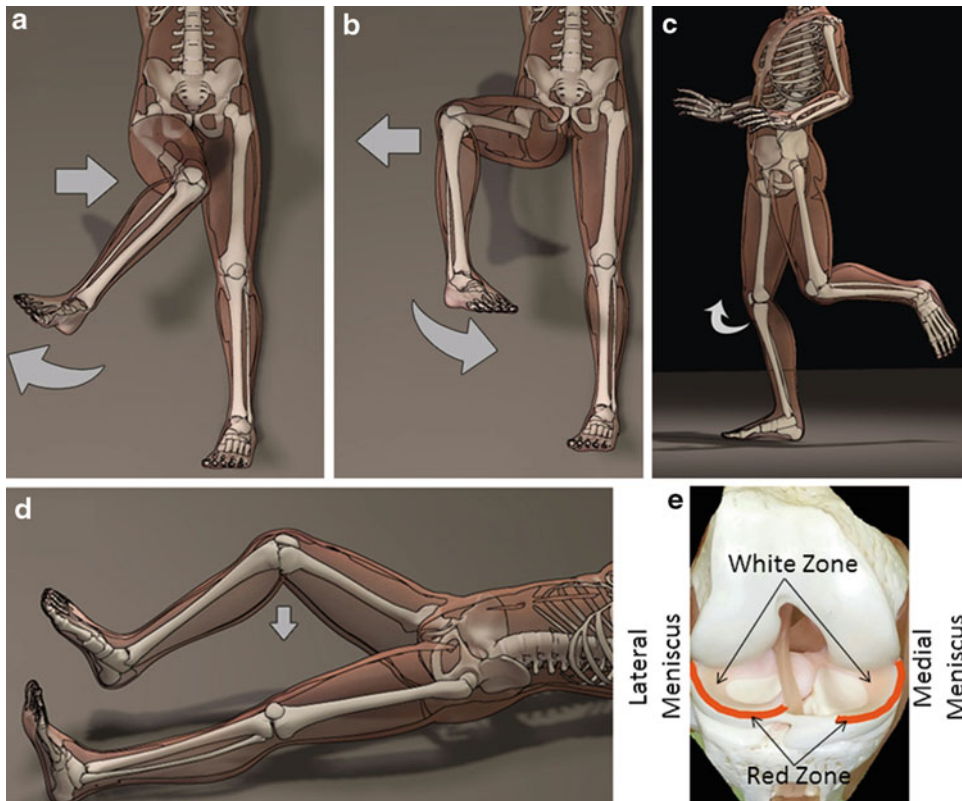 a
b
c
d
e
White Zone
Lateral
Meniscus
Medial
Meniscus
Red Zone